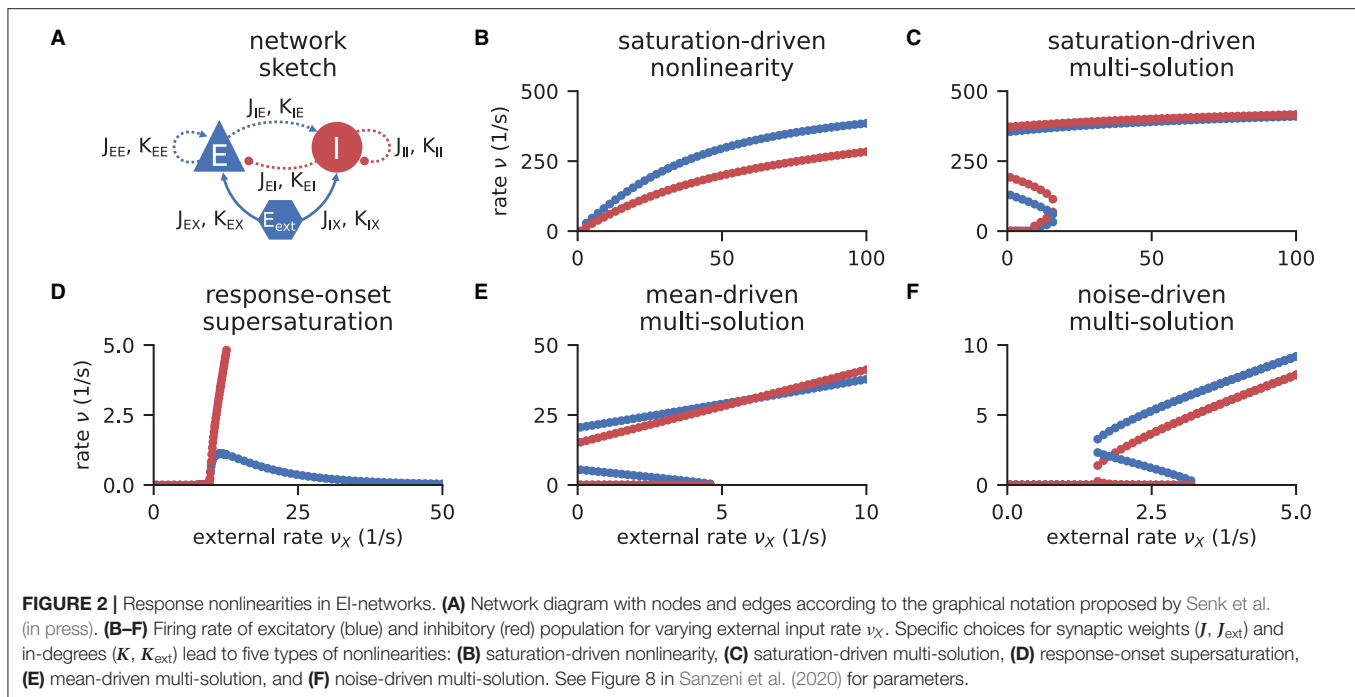 A
network
sketch
J_IE, K_IE
J_EE, K_EE
E
I
J_II, K_II
J_EI, K_EI
J_EX, K_EX
E_ext
J_IX, K_IX
B
saturation-driven
nonlinearity
rate ν (1/s)
500
250
0
0
50
100
C
saturation-driven
multi-solution
500
250
0
0
50
100
D
response-onset
supersaturation
rate ν (1/s)
5.0
2.5
0.0
0
25
50
external rate ν_X (1/s)
E
mean-driven
multi-solution
50
25
0
0
5
10
external rate ν_X (1/s)
F
noise-driven
multi-solution
10
5
0
0
2.5
5.0
external rate ν_X (1/s)
FIGURE 2 | Response nonlinearities in EI-networks. (A) Network diagram with nodes and edges according to the graphical notation proposed by Senk et al.
(in press). (B–F) Firing rate of excitatory (blue) and inhibitory (red) population for varying external input rate ν_X. Specific choices for synaptic weights (J, J_ext) and
in-degrees (K, K_ext) lead to five types of nonlinearities: (B) saturation-driven nonlinearity, (C) saturation-driven multi-solution, (D) response-onset supersaturation,
(E) mean-driven multi-solution, and (F) noise-driven multi-solution. See Figure 8 in Sanzeni et al. (2020) for parameters.